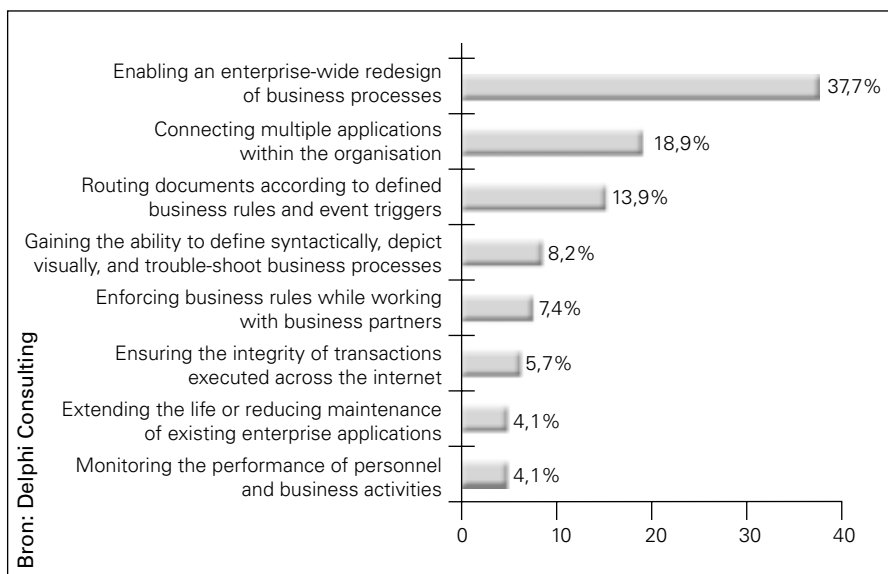 Enabling an enterprise-wide redesign
of business processes
37,7%
Connecting multiple applications
within the organisation
18,9%
Routing documents according to defined
business rules and event triggers
13,9%
Gaining the ability to define syntactically, depict
visually, and trouble-shoot business processes
8,2%
Enforcing business rules while working
with business partners
7,4%
Ensuring the integrity of transactions
executed across the internet
5,7%
Extending the life or reducing maintenance
of existing enterprise applications
4,1%
Monitoring the performance of personnel
and business activities
4,1%
0 10 20 30 40
Bron: Delphi Consulting